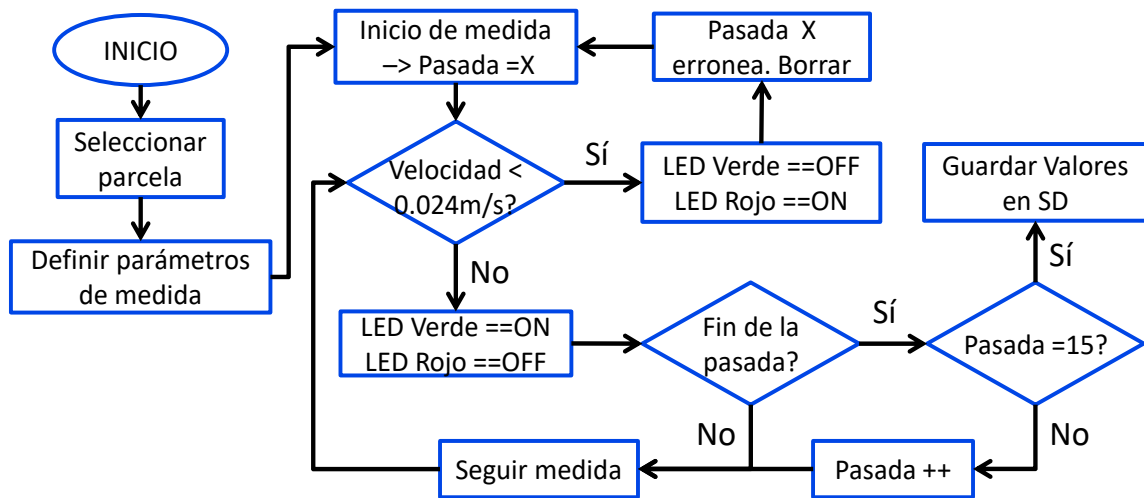 INICIO
Seleccionar
parcela
Definir parámetros
de medida
Inicio de medida
–> Pasada =X
Pasada X
erronea. Borrar
Velocidad <
0.024m/s?
Sí
LED Verde ==OFF
LED Rojo ==ON
Guardar Valores
en SD
No
Sí
LED Verde ==ON
LED Rojo ==OFF
Fin de la
pasada?
Sí
Pasada =15?
No
No
Seguir medida
Pasada ++